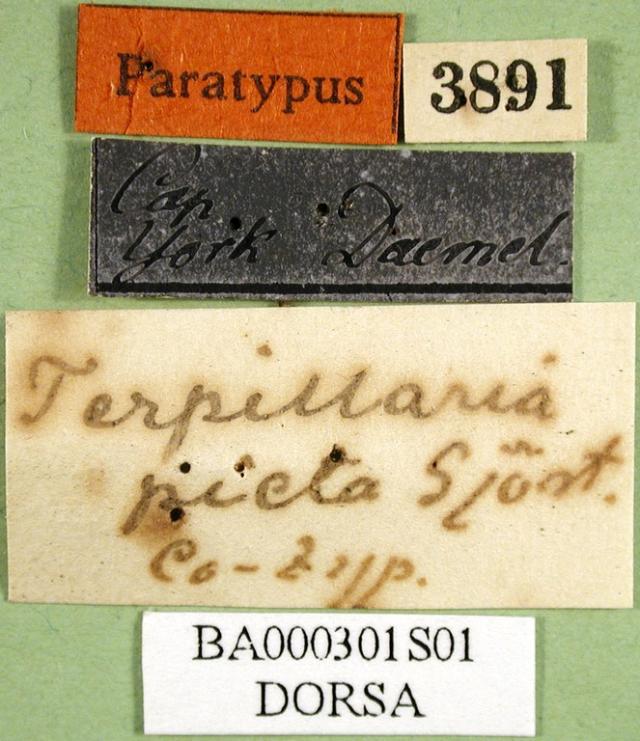 Paratypus
3891
Cap
York Daemel.
Terpillaria
picta Sjöst.
Co-Typ.
BA000301S01
DORSA